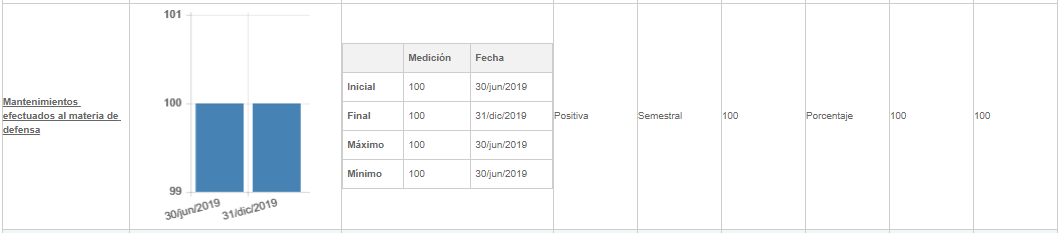 Mantenimientos
efectuados al materia de
defensa
101
100
99
30/jun/2019
31/dic/2019
Medición Fecha
Inicial 100 30/jun/2019
Final 100 31/dic/2019
Máximo 100 30/jun/2019
Mínimo 100 30/jun/2019
Positiva
Semestral
100
Porcentaje
100
100